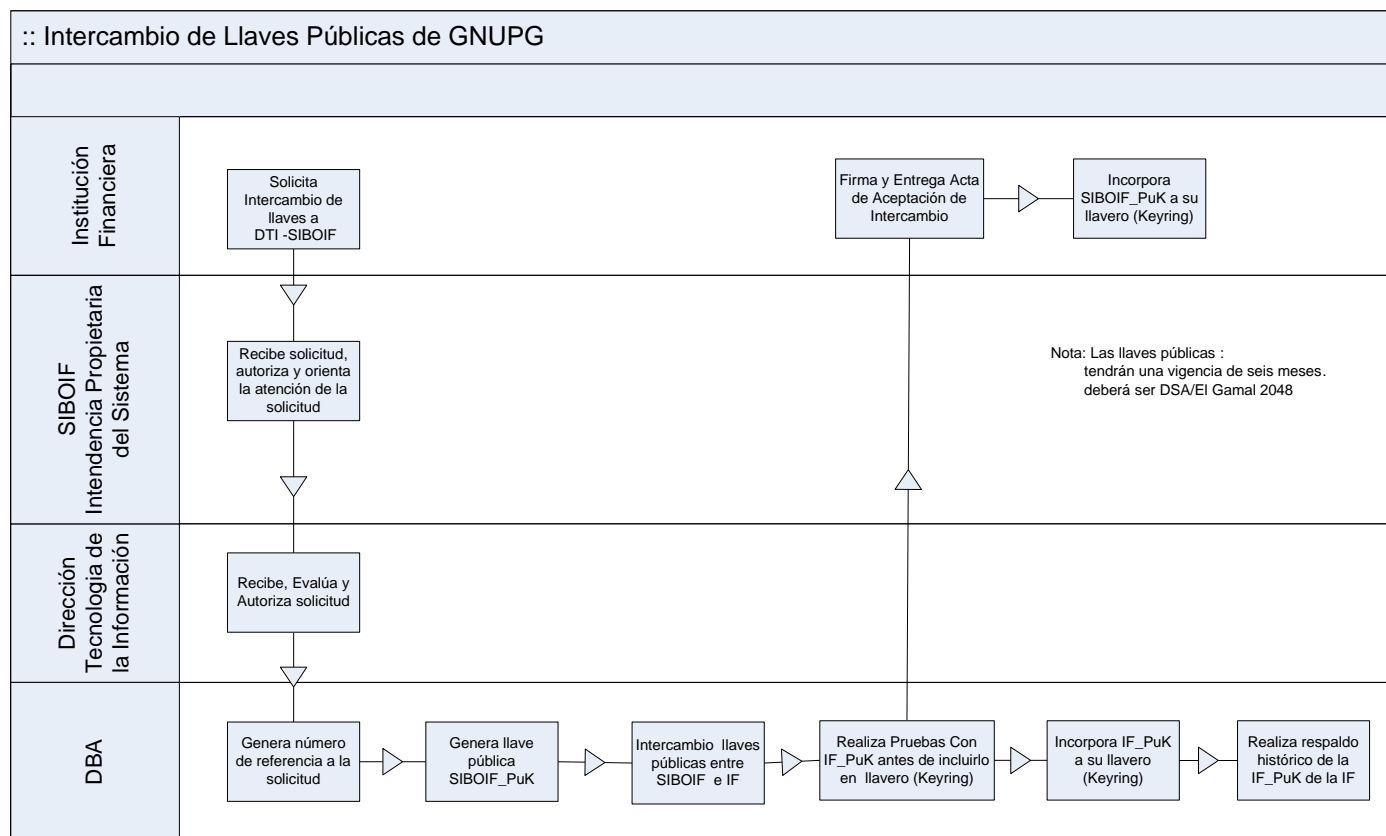 :: Intercambio de Llaves Públicas de GNUPG
Institución
Financiera
Solicita
Intercambio de
llaves a
DTI -SIBOIF
Firma y Entrega Acta
de Aceptación de
Intercambio
Incorpora
SIBOIF_PuK a su
llavero (Keyring)
SIBOIF
Intendencia Propietaria
del Sistema
Recibe solicitud,
autoriza y orienta
la atención de la
solicitud
Nota: Las llaves públicas :
tendrán una vigencia de seis meses.
deberá ser DSA/El Gamal 2048
Dirección
Tecnologia de
la Información
Recibe, Evalúa y
Autoriza solicitud
DBA
Genera número
de referencia a la
solicitud
Genera llave
pública
SIBOIF_PuK
Intercambio llaves
públicas entre
SIBOIF e IF
Realiza Pruebas Con
IF_PuK antes de incluirlo
en llavero (Keyring)
Incorpora IF_PuK
a su llavero
(Keyring)
Realiza respaldo
histórico de la
IF_PuK de la IF